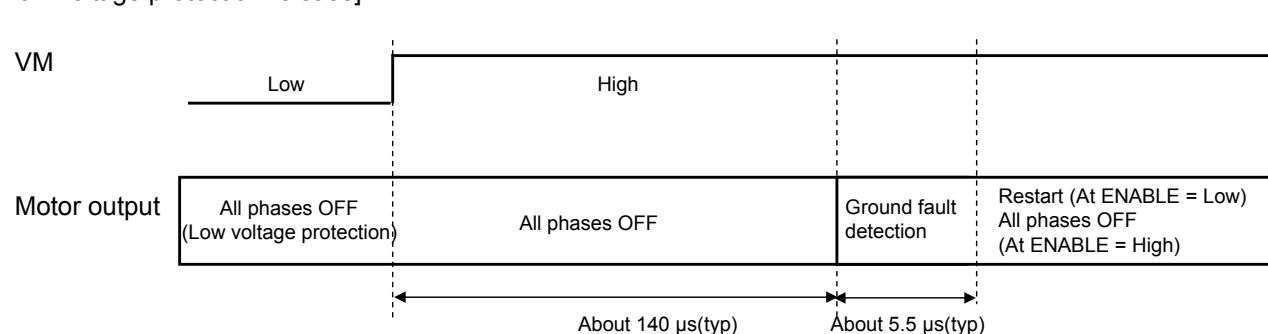 VM
Low
High
Motor output
All phases OFF
(Low voltage protection)
All phases OFF
Ground fault
detection
Restart (At ENABLE = Low)
All phases OFF
(At ENABLE = High)
About 140 µs(typ)
About 5.5 µs(typ)